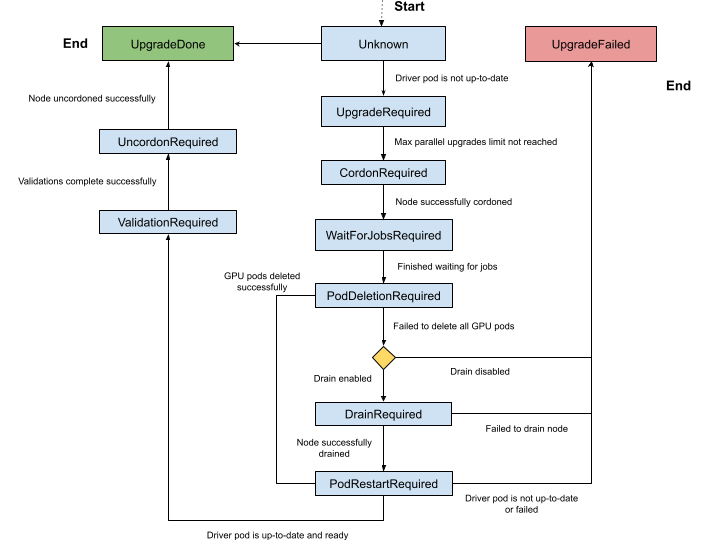 Start
End
UpgradeDone
Unknown
UpgradeFailed
Driver pod is not up-to-date
End
Node uncordoned successfully
UpgradeRequired
Max parallel upgrades limit not reached
UncordonRequired
CordonRequired
Validations complete successfully
Node successfully cordoned
ValidationRequired
WaitForJobsRequired
Finished waiting for jobs
GPU pods deleted
successfully
PodDeletionRequired
Failed to delete all GPU pods
Drain enabled
Drain disabled
DrainRequired
Failed to drain node
Node successfully
drained
PodRestartRequired
Driver pod is not up-to-date
or failed
Driver pod is up-to-date and ready